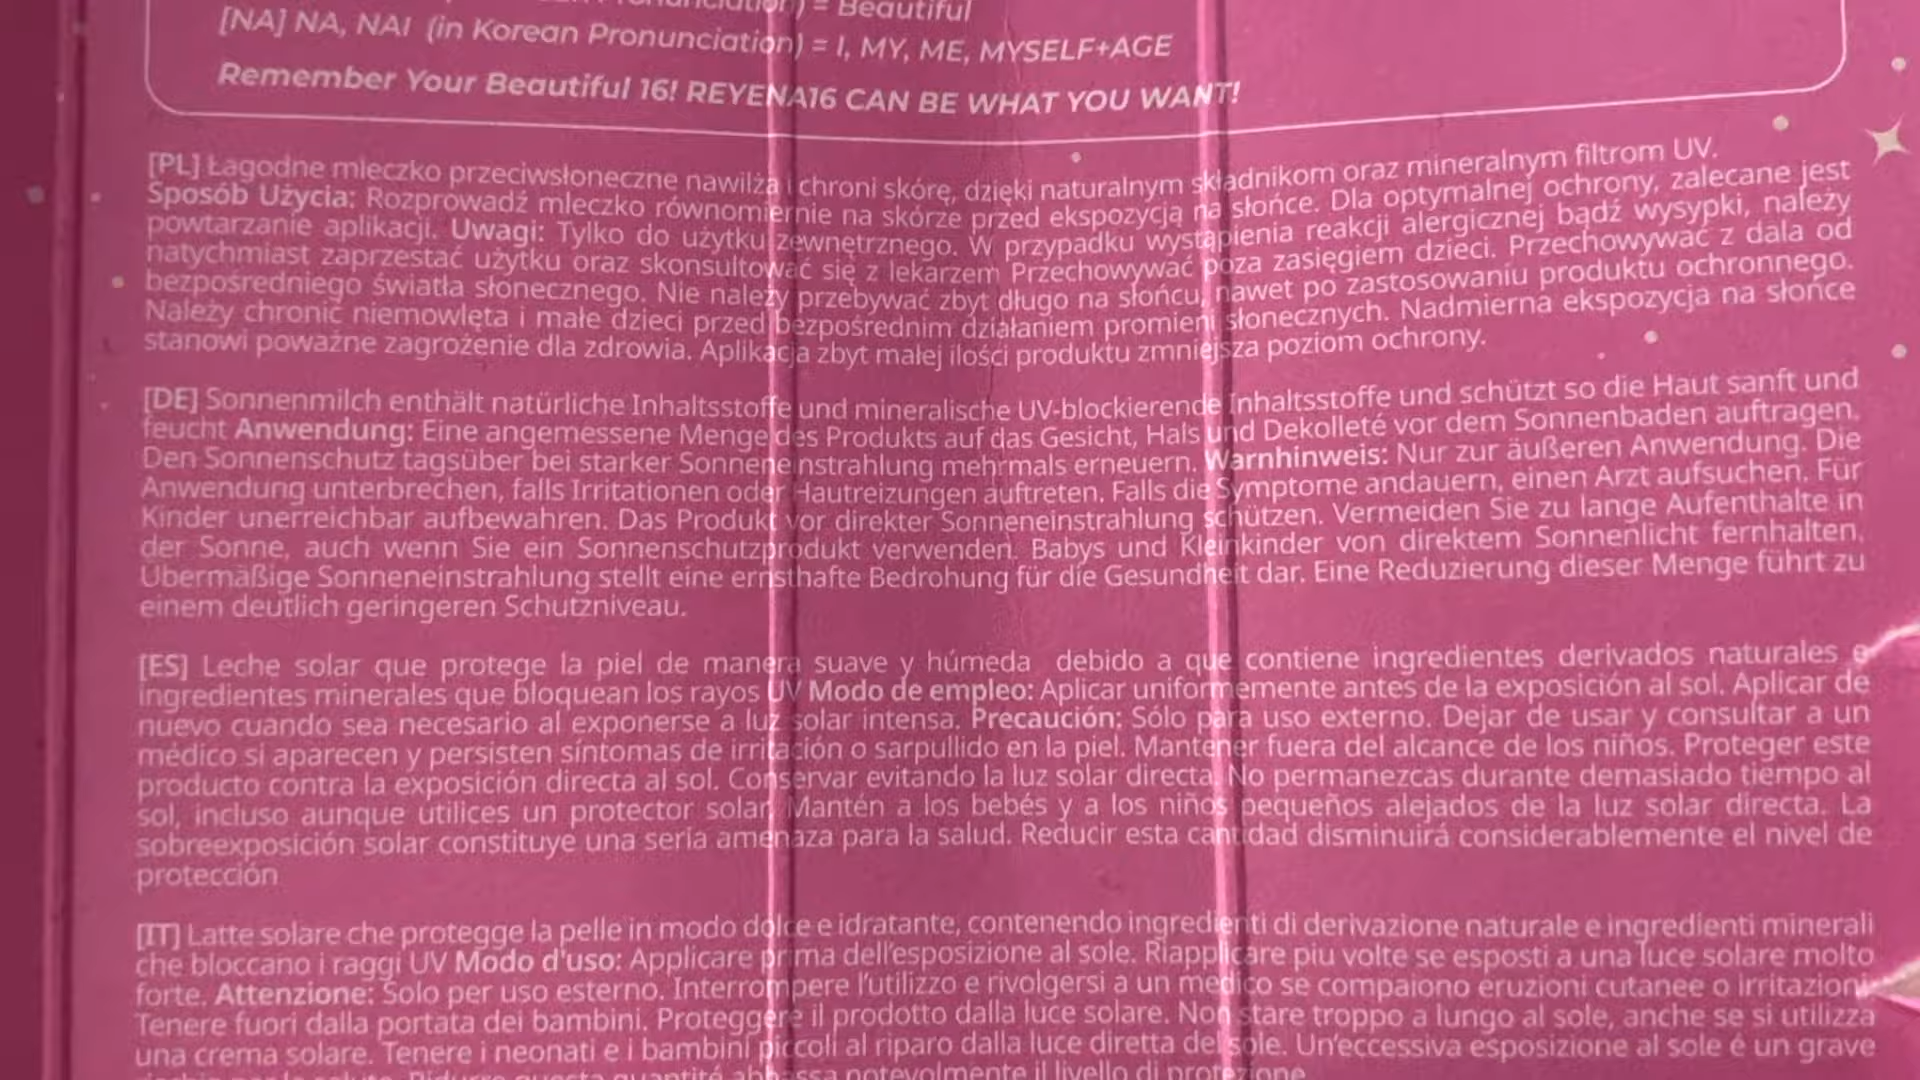 = Beautiful
[NA] NA, NAI (in Korean Pronunciation) = I, MY, ME, MYSELF+AGE
Remember Your Beautiful 16! REYENA16 CAN BE WHAT YOU WANT!
[PL] Łagodne mleczko przeciwsłoneczne nawilża i chroni skórę, dzięki naturalnym składnikom oraz mineralnym filtrom UV.
Sposób Użycia: Rozprowadź mleczko równomiernie na skórze przed ekspozycją na słońce. Dla optymalnej ochrony, zalecane jest
powtarzanie aplikacji. Uwagi: Tylko do użytku zewnętrznego. W przypadku wystąpienia reakcji alergicznej bądź wysypki, należy
natychmiast zaprzestać użytku oraz skonsultować się z lekarzem Przechowywać poza zasięgiem dzieci. Przechowywać z dala od
bezpośredniego światła słonecznego. Nie należy przebywać zbyt długo na słońcu, nawet po zastosowaniu produktu ochronnego.
Należy chronić niemowlęta i małe dzieci przed bezpośrednim działaniem promieni słonecznych. Nadmierna ekspozycja na słońce
stanowi poważne zagrożenie dla zdrowia. Aplikacja zbyt małej ilości produktu zmniejsza poziom ochrony.
[DE] Sonnenmilch enthält natürliche Inhaltsstoffe und mineralische UV-blockierende Inhaltsstoffe und schützt so die Haut sanft und
feucht Anwendung: Eine angemessene Menge des Produkts auf das Gesicht, Hals und Dekolleté vor dem Sonnenbaden auftragen.
Den Sonnenschutz tagsüber bei starker Sonneneinstrahlung mehrmals erneuern. Warnhinweis: Nur zur äußeren Anwendung. Die
Anwendung unterbrechen, falls Irritationen oder Hautreizungen auftreten. Falls die Symptome andauern, einen Arzt aufsuchen. Für
Kinder unerreichbar aufbewahren. Das Produkt vor direkter Sonneneinstrahlung schützen. Vermeiden Sie zu lange Aufenthalte in
der Sonne, auch wenn Sie ein Sonnenschutzprodukt verwenden. Babys und Kleinkinder von direktem Sonnenlicht fernhalten.
Übermäßige Sonneneinstrahlung stellt eine ernsthafte Bedrohung für die Gesundheit dar. Eine Reduzierung dieser Menge führt zu
einem deutlich geringeren Schutzniveau.
[ES] Leche solar que protege la piel de manera suave y húmeda debido a que contiene ingredientes derivados naturales e
ingredientes minerales que bloquean los rayos UV Modo de empleo: Aplicar uniformemente antes de la exposición al sol. Aplicar de
nuevo cuando sea necesario al exponerse a luz solar intensa. Precaución: Sólo para uso externo. Dejar de usar y consultar a un
médico si aparecen y persisten síntomas de irritación o sarpullido en la piel. Mantener fuera del alcance de los niños. Proteger este
producto contra la exposición directa al sol. Conservar evitando la luz solar directa. No permanezcas durante demasiado tiempo al
sol, incluso aunque utilices un protector solar. Mantén a los bebés y a los niños pequeños alejados de la luz solar directa. La
sobreexposición solar constituye una seria amenaza para la salud. Reducir esta cantidad disminuirá considerablemente el nivel de
protección
[IT] Latte solare che protegge la pelle in modo dolce e idratante, contenendo ingredienti di derivazione naturale e ingredienti minerali
che bloccano i raggi UV Modo d'uso: Applicare prima dell'esposizione al sole. Riapplicare piu volte se esposti a una luce solare molto
forte. Attenzione: Solo per uso esterno. Interrompere l'utilizzo e rivolgersi a un medico se compaiono eruzioni cutanee o irritazioni.
Tenere fuori dalla portata dei bambini. Proteggere il prodotto dalla luce solare. Non stare troppo a lungo al sole, anche se si utilizza
una crema solare. Tenere i neonati e i bambini piccoli al riparo dalla luce diretta del sole. Un'eccessiva esposizione al sole é un grave
questa quantité abbassa notevolmente il livello di protezione